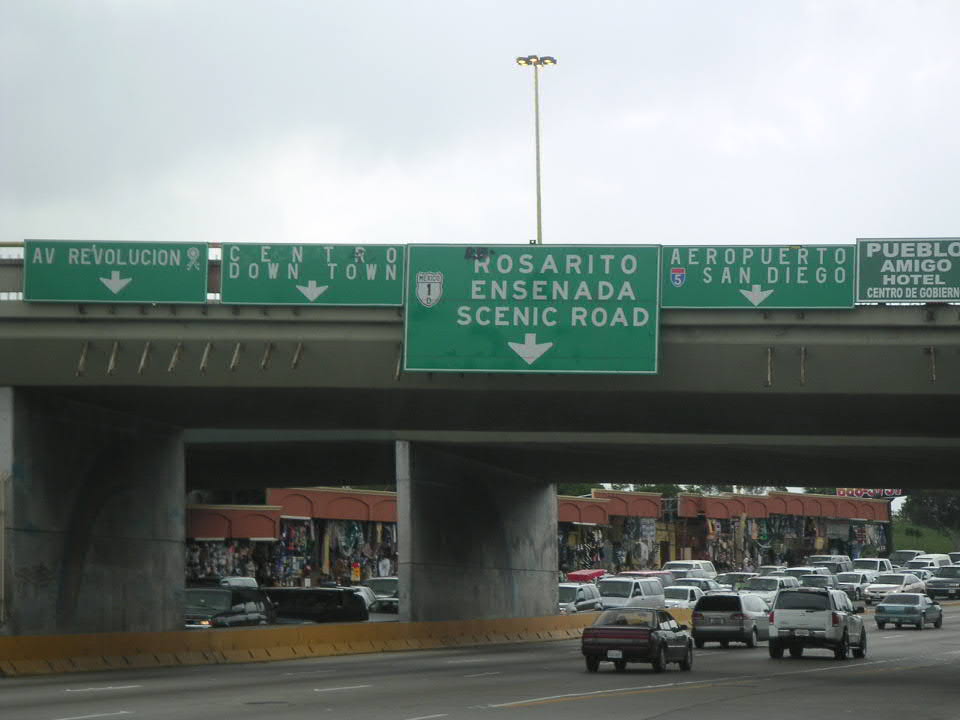 AV REVOLUCION
CENTRO
DOWN TOWN
MEXICO
1
D
ROSARITO
ENSENADA
SCENIC ROAD
AEROPUERTO
5
SAN DIEGO
PUEBLO
AMIGO
HOTEL
CENTRO DE GOBIERN